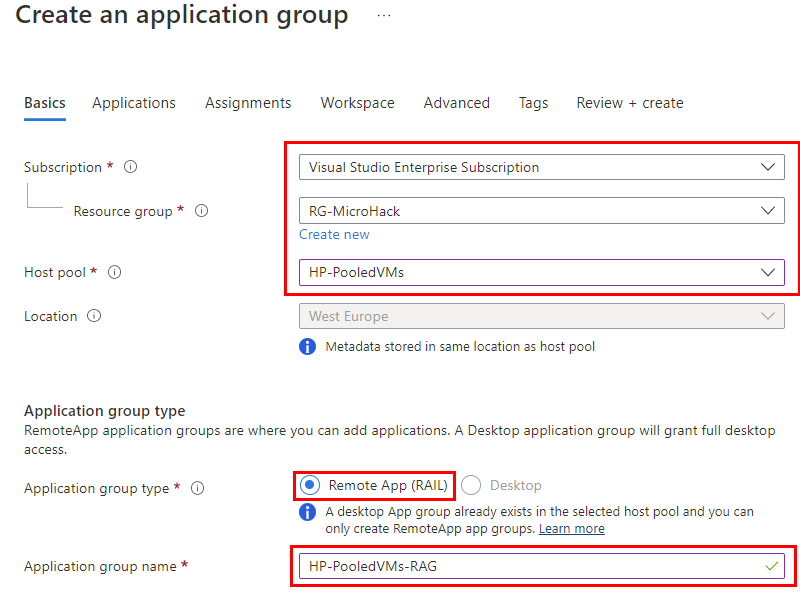 Create an application group ...
Basics Applications Assignments Workspace Advanced Tags Review + create
Subscription * Visual Studio Enterprise Subscription
Resource group * RG-MicroHack
Create new
Host pool * HP-PooledVMs
Location West Europe
Metadata stored in same location as host pool
Application group type
RemoteApp application groups are where you can add applications. A Desktop application group will grant full desktop
access.
Application group type * Remote App (RAIL) Desktop
A desktop App group already exists in the selected host pool and you can
only create RemoteApp app groups. Learn more
Application group name * HP-PooledVMs-RAG